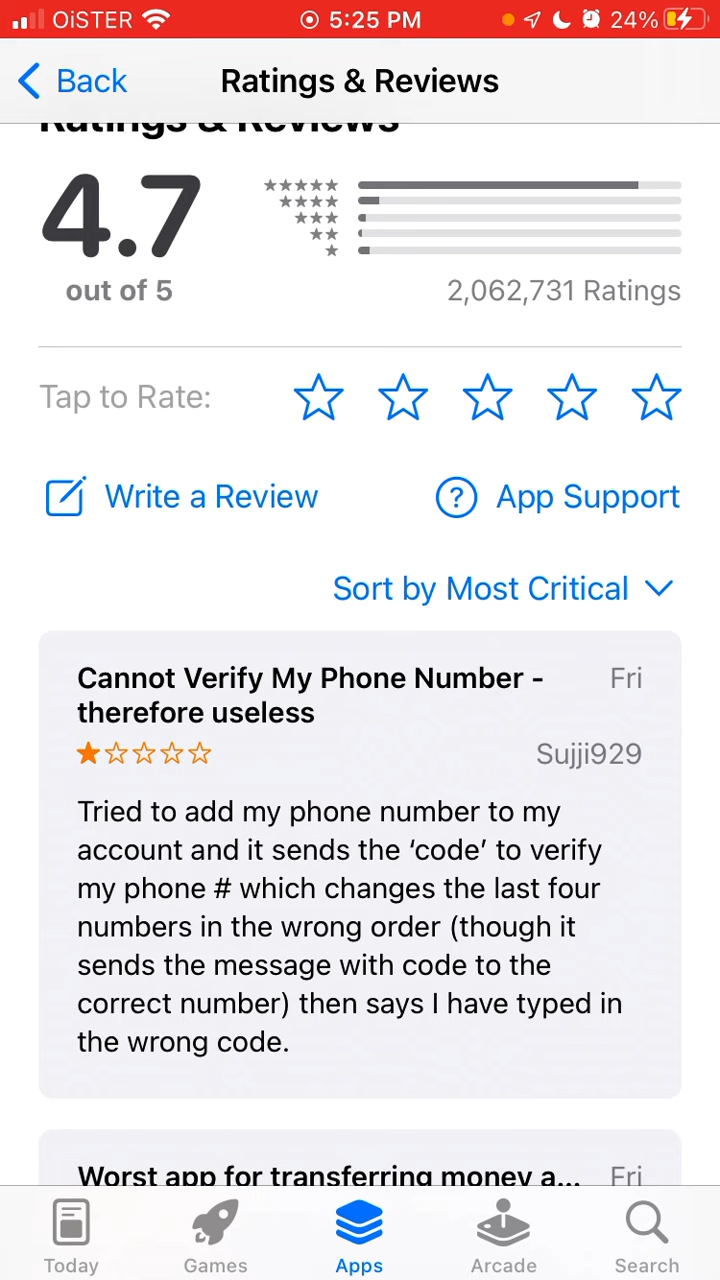 OiSTER 5:25 PM 24%
Back Ratings & Reviews
Ratings & Reviews
4.7
out of 5 2,062,731 Ratings
Tap to Rate:
Write a Review ? App Support
Sort by Most Critical
Cannot Verify My Phone Number - Fri
therefore useless
Sujji929
Tried to add my phone number to my
account and it sends the ‘code’ to verify
my phone # which changes the last four
numbers in the wrong order (though it
sends the message with code to the
correct number) then says I have typed in
the wrong code.
Worst app for transferring money a... Fri
Today Games Apps Arcade Search